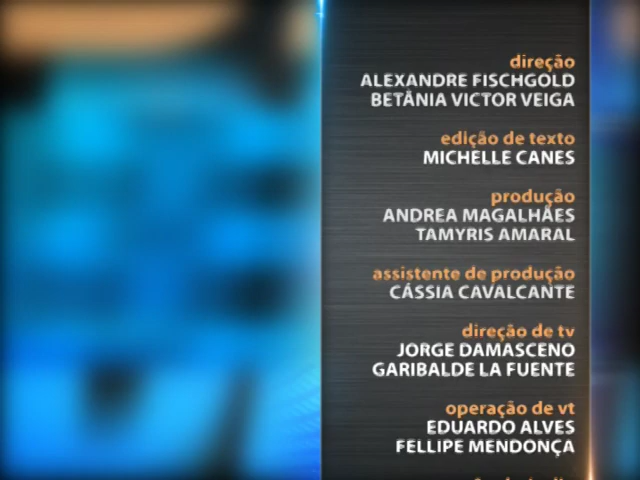 direção
ALEXANDRE FISCHGOLD
BETÂNIA VICTOR VEIGA
edição de texto
MICHELLE CANES
produção
ANDREA MAGALHÃES
TAMYRIS AMARAL
assistente de produção
CÁSSIA CAVALCANTE
direção de tv
JORGE DAMASCENO
GARIBALDE LA FUENTE
operação de vt
EDUARDO ALVES
FELLIPE MENDONÇA